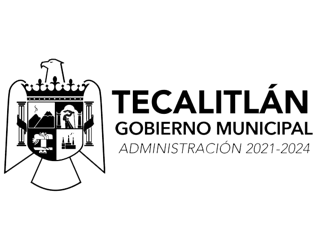 TECALITLÁN
GOBIERNO MUNICIPAL
ADMINISTRACIÓN 2021-2024